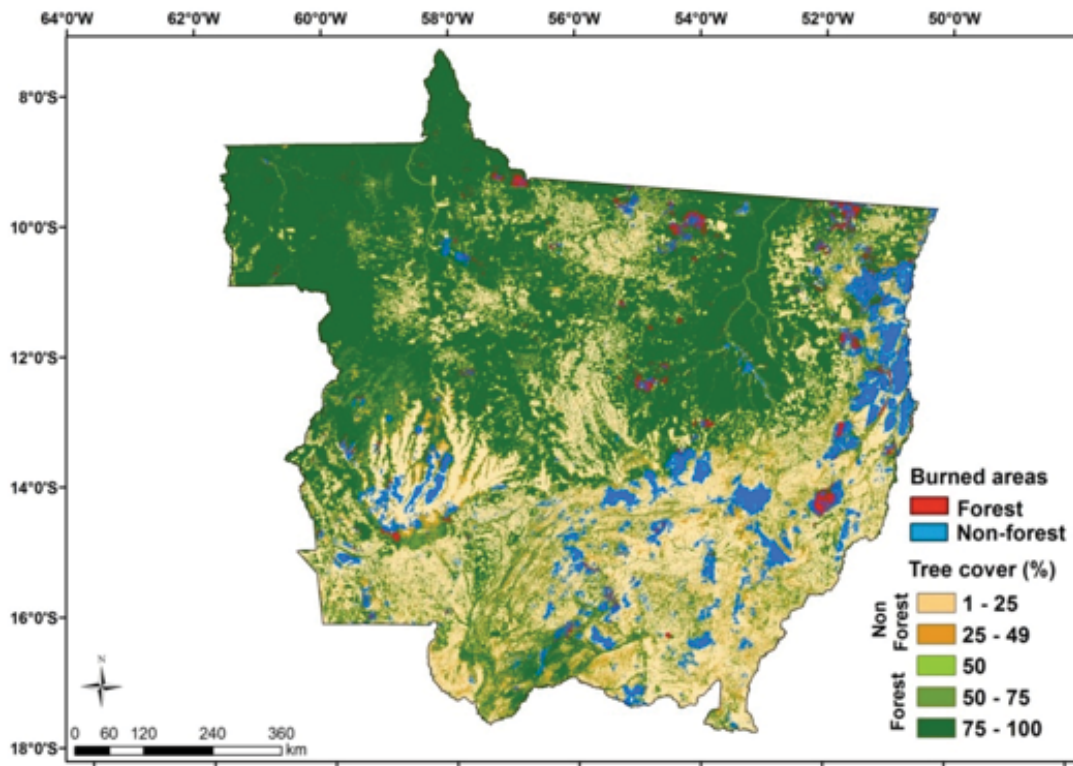 64°0'W 62°0'W 60°0'W 58°0'W 56°0'W 54°0'W 52°0'W 50°0'W
8°0'S
10°0'S
12°0'S
14°0'S
16°0'S
18°0'S
Burned areas
Forest
Non-forest
Tree cover (%)
Non Forest
1 - 25
25 - 49
Forest
50
50 - 75
75 - 100
N
0 60 120 240 360
km